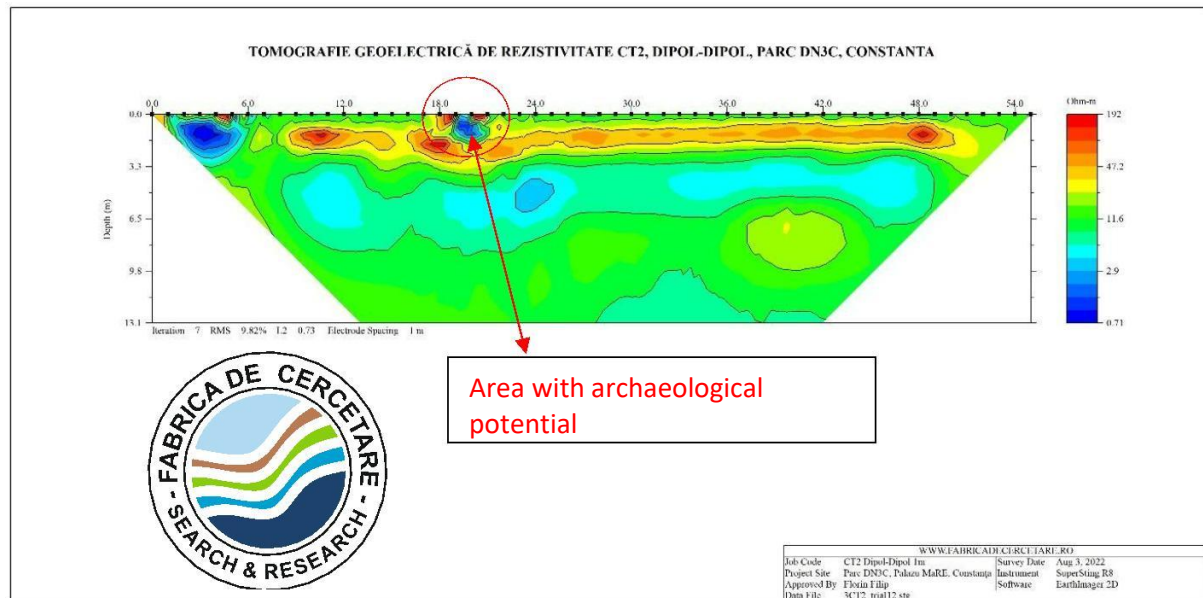 TOMOGRAFIE GEOELECTRICĂ DE REZISTIVITATE CT2, DIPOL-DIPOL, PARC DN3C, CONSTANTA
Ohm-m
0.0 6.0 12.0 18.0 24.0 30.0 36.0 42.0 48.0 54.0
0.0
3.3
6.5
9.8
13.1
Depth (m)
192
47.2
11.6
2.9
0.71
Iteration 7 RMS 9.82% L2 0.73 Electrode Spacing 1 m
Area with archaeological
potential
FABRICA DE CERCETARE
- SEARCH & RESEARCH -
WWW.FABRICADECERCETARE.RO
Job Code CT2 Dipol-Dipol 1m Survey Date Aug 3, 2022
Project Site Parc DN3C, Palazu MaRE, Constanța Instrument SuperSting R8
Approved By Florin Filip Software EarthImager 2D
Data File 3CT2_trial12.stg